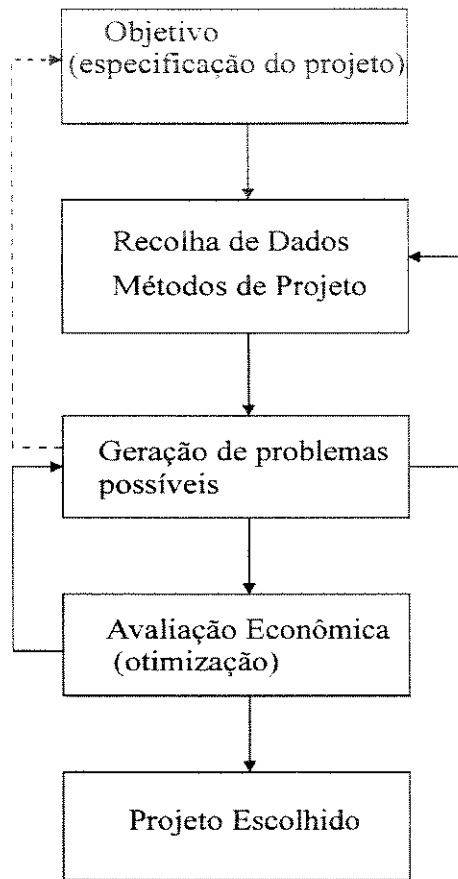 Objetivo
(especificação do projeto)
Recolha de Dados
Métodos de Projeto
Geração de problemas
possíveis
Avaliação Econômica
(otimização)
Projeto Escolhido